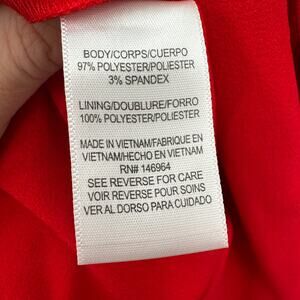 BODY/CORPS/CUERPO
97% POLYESTER/POLIESTER
3% SPANDEX
LINING/DOUBLURE/FORRO
100% POLYESTER/POLIESTER
MADE IN VIETNAM/FABRIQUE EN
VIETNAM/HECHO EN VIETNAM
RN# 146964
SEE REVERSE FOR CARE
VOIR REVERSE POUR SOINS
VER AL DORSO PARA CUIDADO